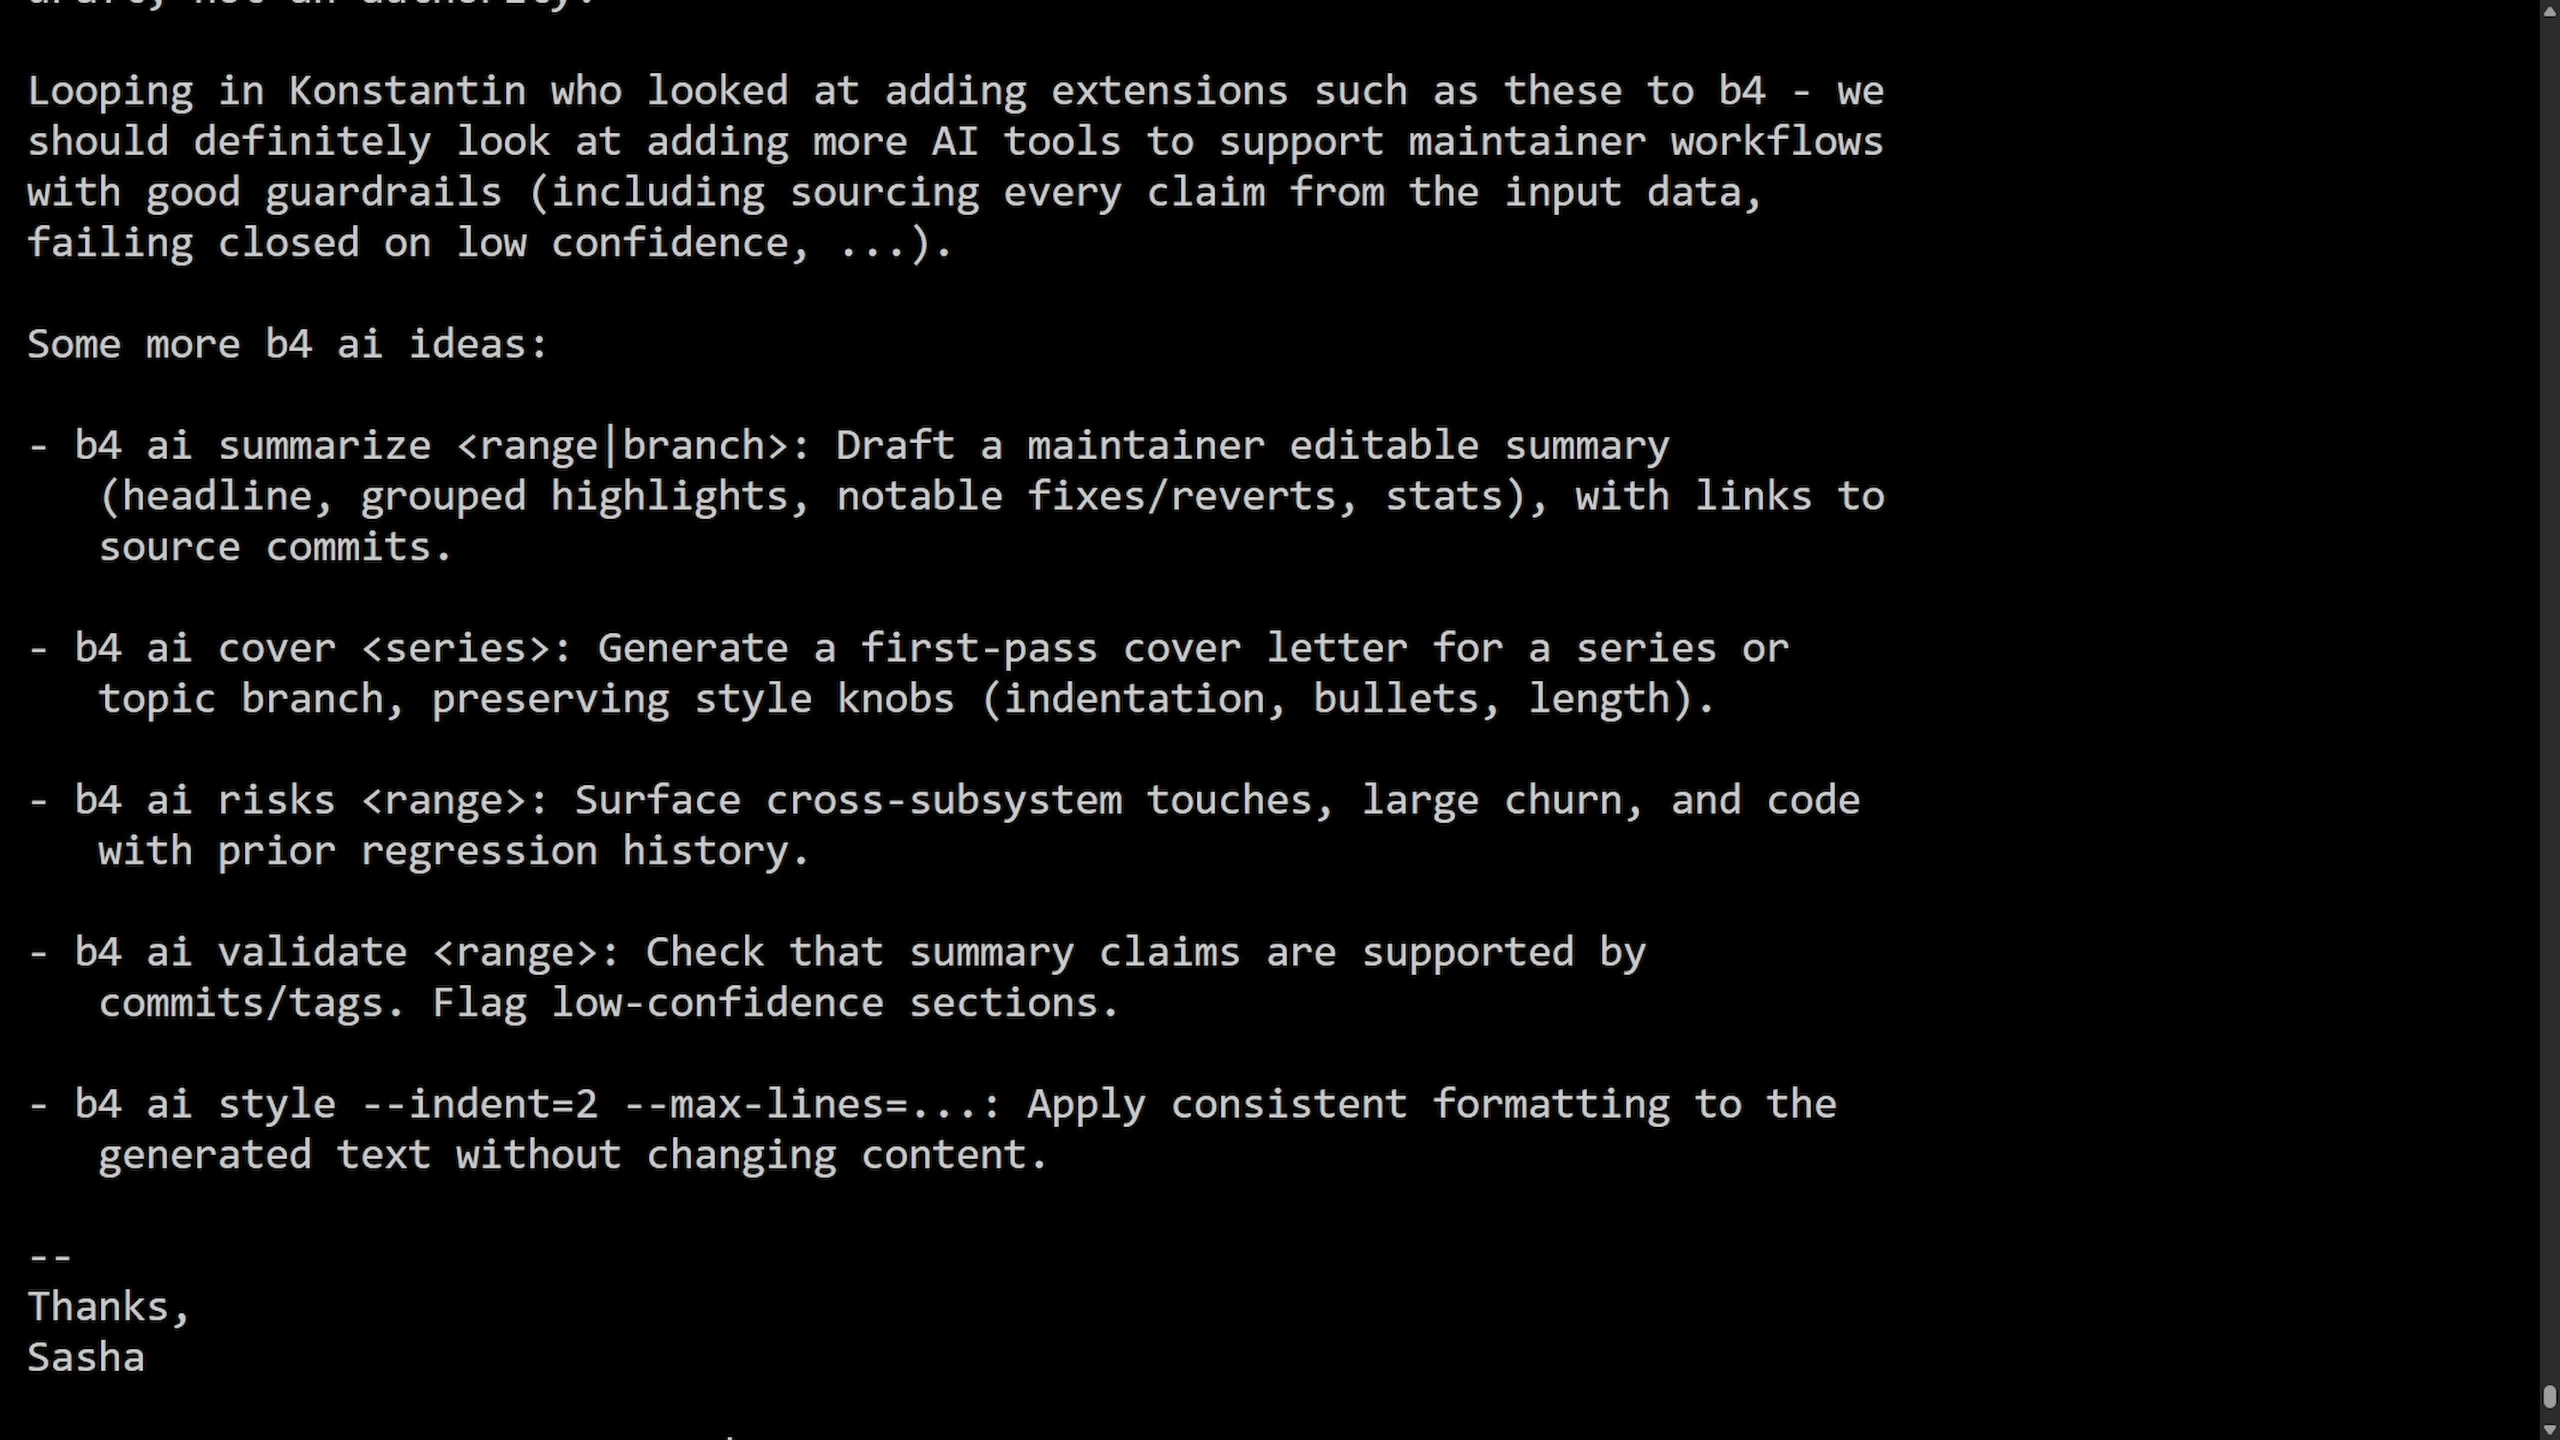 draft, not an authority.
Looping in Konstantin who looked at adding extensions such as these to b4 - we
should definitely look at adding more AI tools to support maintainer workflows
with good guardrails (including sourcing every claim from the input data,
failing closed on low confidence, ...).
Some more b4 ai ideas:
- b4 ai summarize <range|branch>: Draft a maintainer editable summary
(headline, grouped highlights, notable fixes/reverts, stats), with links to
source commits.
- b4 ai cover <series>: Generate a first-pass cover letter for a series or
topic branch, preserving style knobs (indentation, bullets, length).
- b4 ai risks <range>: Surface cross-subsystem touches, large churn, and code
with prior regression history.
- b4 ai validate <range>: Check that summary claims are supported by
commits/tags. Flag low-confidence sections.
- b4 ai style --indent=2 --max-lines=...: Apply consistent formatting to the
generated text without changing content.
--
Thanks,
Sasha